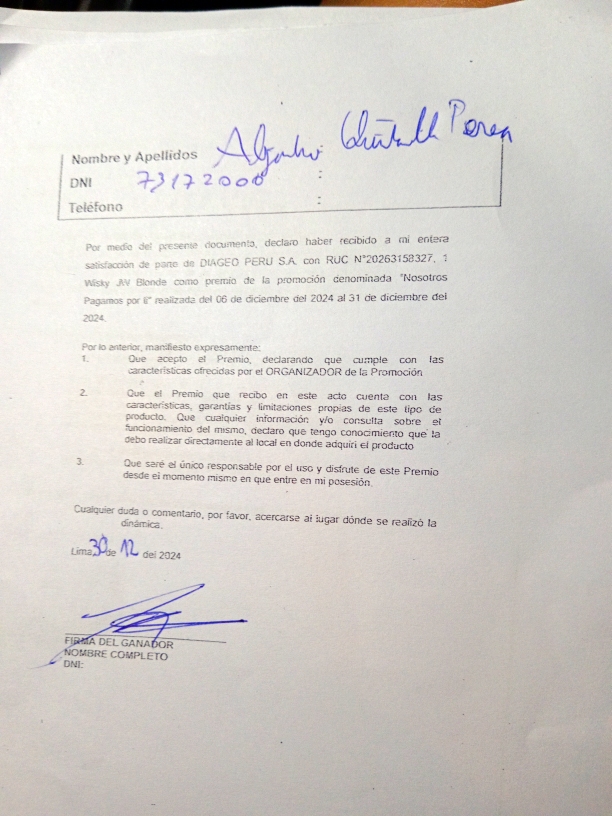 Nombre y Apellidos Perea
DNI : 73172000
Teléfono :
Por medio del presente documento, declaro haber recibido a mi entera
satisfacción de parte de DIAGEO PERU S.A. con RUC N°20263158327, 1
Wisky JW Blonde como premio de la promoción denominada "Nosotros
Pagamos por ti" realizada del 06 de diciembre del 2024 al 31 de diciembre del
2024.
Por lo anterior, manifiesto expresamente:
1. Que acepto el Premio, declarando que cumple con las
características ofrecidas por el ORGANIZADOR de la Promoción
2. Que el Premio que recibo en este acto cuenta con las
características, garantías y limitaciones propias de este tipo de
producto. Que cualquier información y/o consulta sobre el
funcionamiento del mismo, declaro que tengo conocimiento que la
debo realizar directamente al local en donde adquirí el producto
3. Que saré el único responsable por el uso y disfrute de este Premio
desde el momento mismo en que entre en mi posesión.
Cualquier duda o comentario, por favor, acercarse al lugar dónde se realizó la
dinámica.
Lima, 30 de 12 del 2024
FIRMA DEL GANADOR
NOMBRE COMPLETO
DNI: